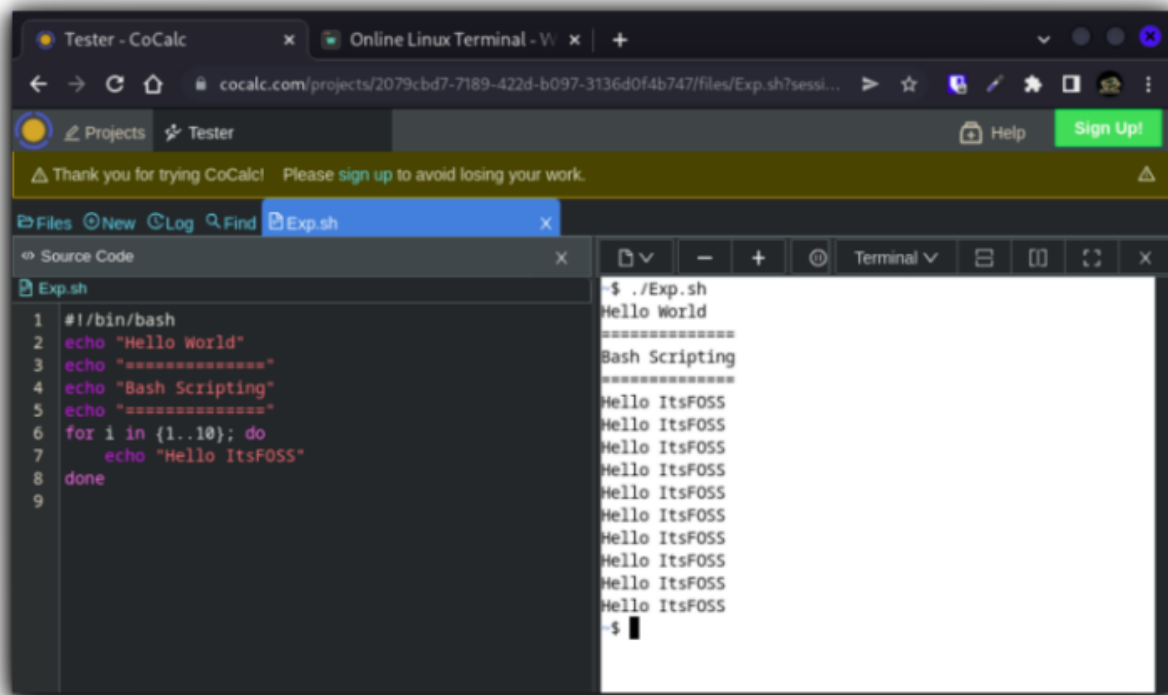 Tester - CoCalc
Online Linux Terminal - W
cocalc.com/projects/2079cbd7-7189-422d-b097-3136d0f4b747/files/Exp.sh?sessi...
Projects
Tester
Help
Sign Up!
Thank you for trying CoCalc! Please sign up to avoid losing your work.
Files New Log Find Exp.sh X
Source Code X
Terminal
Exp.sh
1 #!/bin/bash
2 echo "Hello World"
3 echo "=============="
4 echo "Bash Scripting"
5 echo "=============="
6 for i in {1..10}; do
7 echo "Hello ItsFOSS"
8 done
9
~$ ./Exp.sh
Hello World
==============
Bash Scripting
==============
Hello ItsFOSS
Hello ItsFOSS
Hello ItsFOSS
Hello ItsFOSS
Hello ItsFOSS
Hello ItsFOSS
Hello ItsFOSS
Hello ItsFOSS
Hello ItsFOSS
Hello ItsFOSS
~$